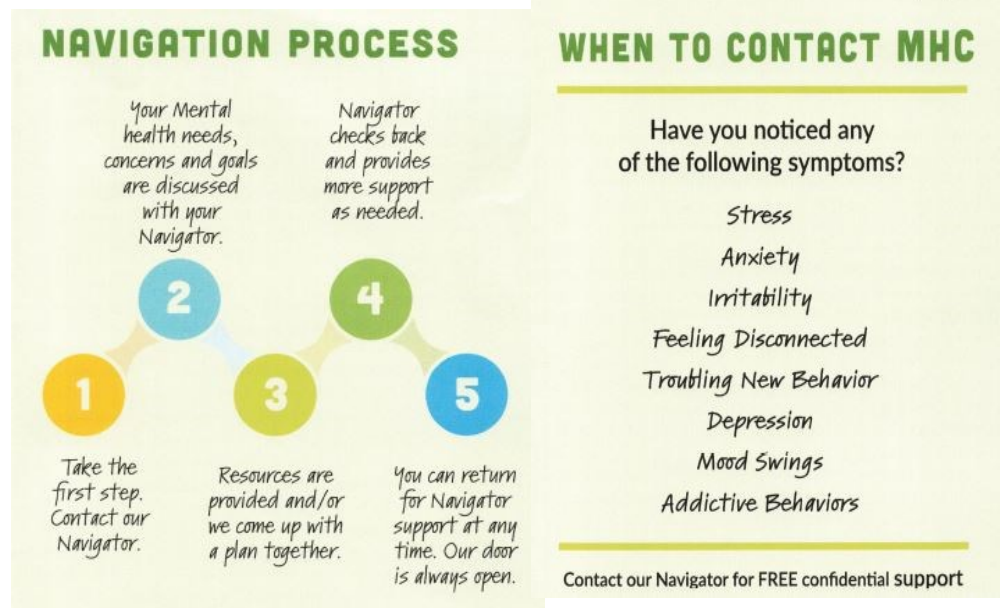 NAVIGATION PROCESS
Your Mental
health needs,
concerns and goals
are discussed
with your
Navigator.
Navigator
checks back
and provides
more support
as needed.
2
4
1
3
5
Take the
first step.
Contact our
Navigator.
Resources are
provided and/or
we come up with
a plan together.
You can return
for Navigator
support at any
time. Our door
is always open.
WHEN TO CONTACT MHC
Have you noticed any
of the following symptoms?
Stress
Anxiety
Irritability
Feeling Disconnected
Troubling New Behavior
Depression
Mood Swings
Addictive Behaviors
Contact our Navigator for FREE confidential support